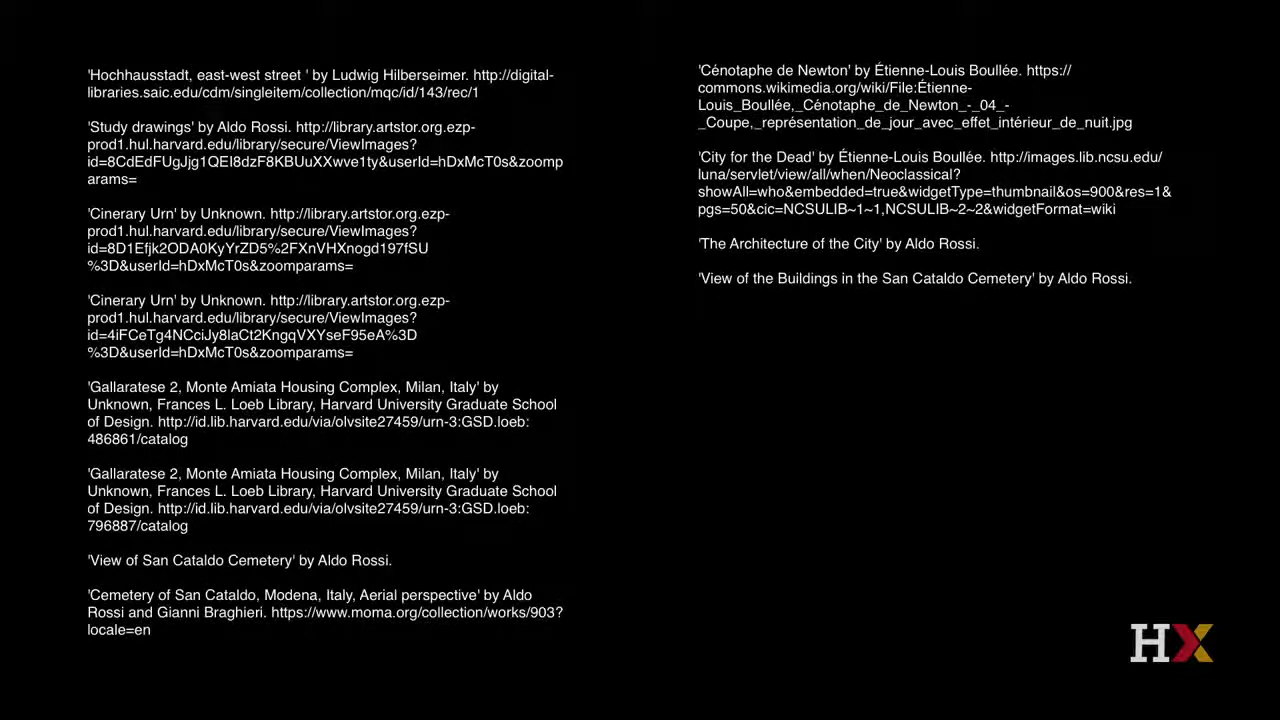 'Hochhausstadt, east-west street ' by Ludwig Hilberseimer. http://digital-
libraries.saic.edu/cdm/singleitem/collection/mqc/id/143/rec/1
'Study drawings' by Aldo Rossi. http://library.artstor.org.ezp-
prod1.hul.harvard.edu/library/secure/ViewImages?
id=8CdEdFUgJjg1QEI8dzF8KBUuXXwve1ty&userId=hDxMcT0s&zoomp
arams=
'Cinerary Urn' by Unknown. http://library.artstor.org.ezp-
prod1.hul.harvard.edu/library/secure/ViewImages?
id=8D1Efjk2ODA0KyYrZD5%2FXnVHXnogd197fSU
%3D&userId=hDxMcT0s&zoomparams=
'Cinerary Urn' by Unknown. http://library.artstor.org.ezp-
prod1.hul.harvard.edu/library/secure/ViewImages?
id=4iFCeTg4NCciJy8laCt2KngqVXYseF95eA%3D
%3D&userId=hDxMcT0s&zoomparams=
'Gallaratese 2, Monte Amiata Housing Complex, Milan, Italy' by
Unknown, Frances L. Loeb Library, Harvard University Graduate School
of Design. http://id.lib.harvard.edu/via/olvsite27459/urn-3:GSD.loeb:
486861/catalog
'Gallaratese 2, Monte Amiata Housing Complex, Milan, Italy' by
Unknown, Frances L. Loeb Library, Harvard University Graduate School
of Design. http://id.lib.harvard.edu/via/olvsite27459/urn-3:GSD.loeb:
796887/catalog
'View of San Cataldo Cemetery' by Aldo Rossi.
'Cemetery of San Cataldo, Modena, Italy, Aerial perspective' by Aldo
Rossi and Gianni Braghieri. https://www.moma.org/collection/works/903?
locale=en
'Cénotaphe de Newton' by Étienne-Louis Boullée. https://
commons.wikimedia.org/wiki/File:Étienne-
Louis_Boullée,_Cénotaphe_de_Newton_-_04_-
_Coupe,_représentation_de_jour_avec_effet_intérieur_de_nuit.jpg
'City for the Dead' by Étienne-Louis Boullée. http://images.lib.ncsu.edu/
luna/servlet/view/all/when/Neoclassical?
showAll=who&embedded=true&widgetType=thumbnail&os=900&res=1&
pgs=50&cic=NCSULIB~1~1,NCSULIB~2~2&widgetFormat=wiki
'The Architecture of the City' by Aldo Rossi.
'View of the Buildings in the San Cataldo Cemetery' by Aldo Rossi.
HX